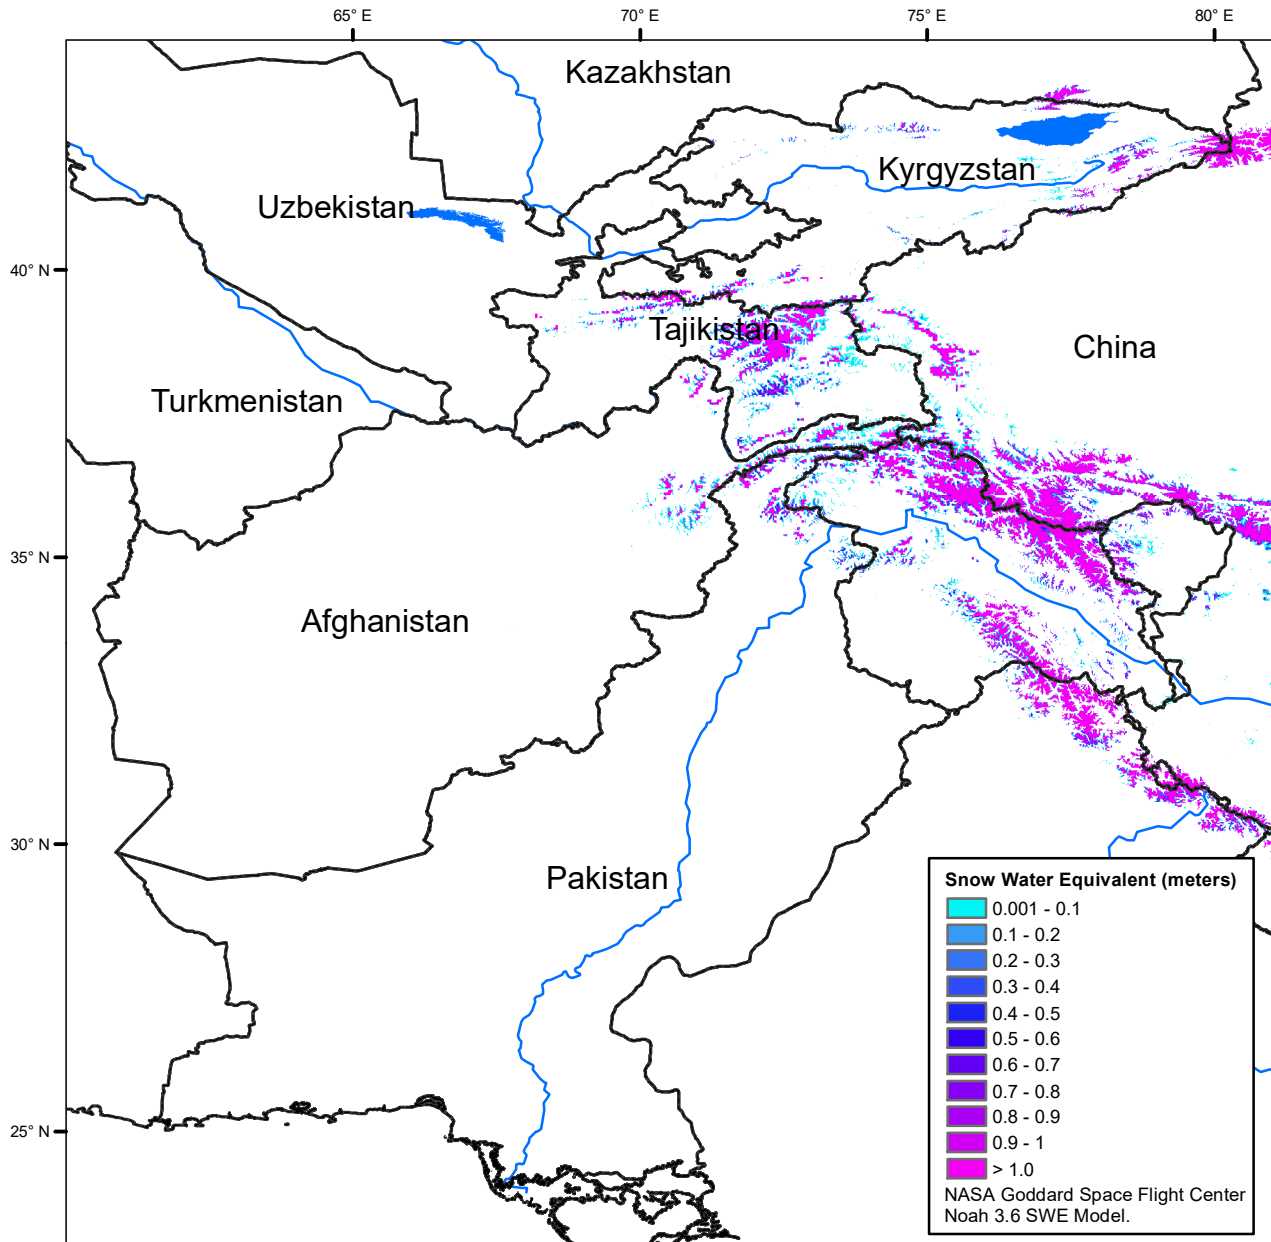 65° E
70° E
75° E
80° E
Kazakhstan
Kyrgyzstan
Uzbekistan
40° N
Tajikistan
China
Turkmenistan
35° N
Afghanistan
30° N
Pakistan
25° N
Snow Water Equivalent (meters)
0.001 - 0.1
0.1 - 0.2
0.2 - 0.3
0.3 - 0.4
0.4 - 0.5
0.5 - 0.6
0.6 - 0.7
0.7 - 0.8
0.8 - 0.9
0.9 - 1
> 1.0
NASA Goddard Space Flight Center
Noah 3.6 SWE Model.